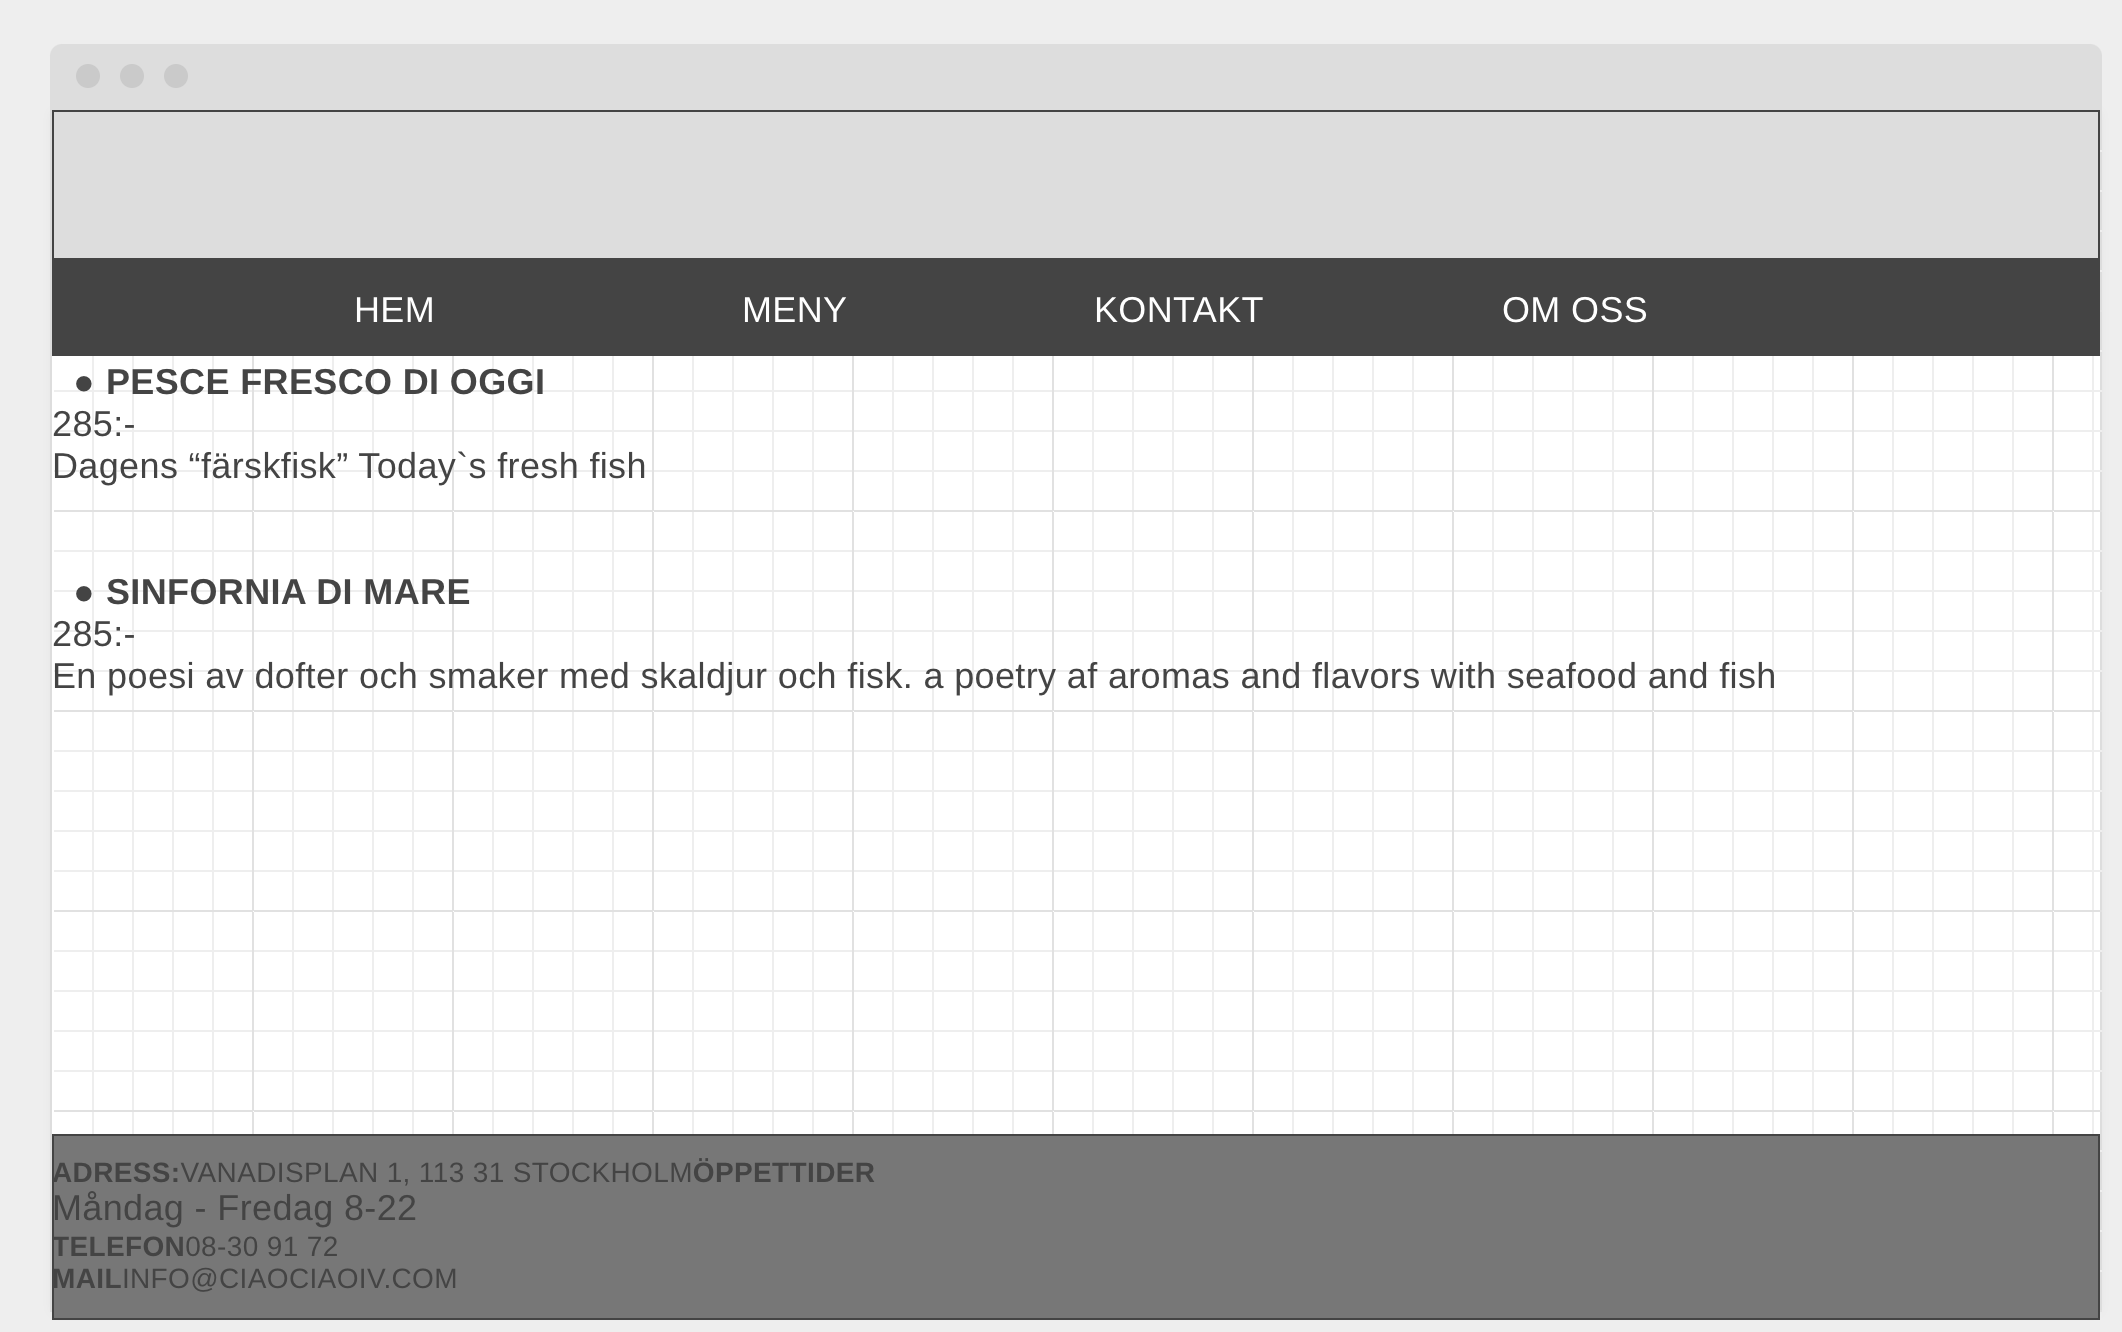 HEM MENY KONTAKT OM OSS
● PESCE FRESCO DI OGGI
285:-
Dagens “färskfisk” Today`s fresh fish
● SINFORNIA DI MARE
285:-
En poesi av dofter och smaker med skaldjur och fisk. a poetry af aromas and flavors with seafood and fish
ADRESS:VANADISPLAN 1, 113 31 STOCKHOLMÖPPETTIDER
Måndag - Fredag 8-22
TELEFON08-30 91 72
MAILINFO@CIAOCIAOIV.COM